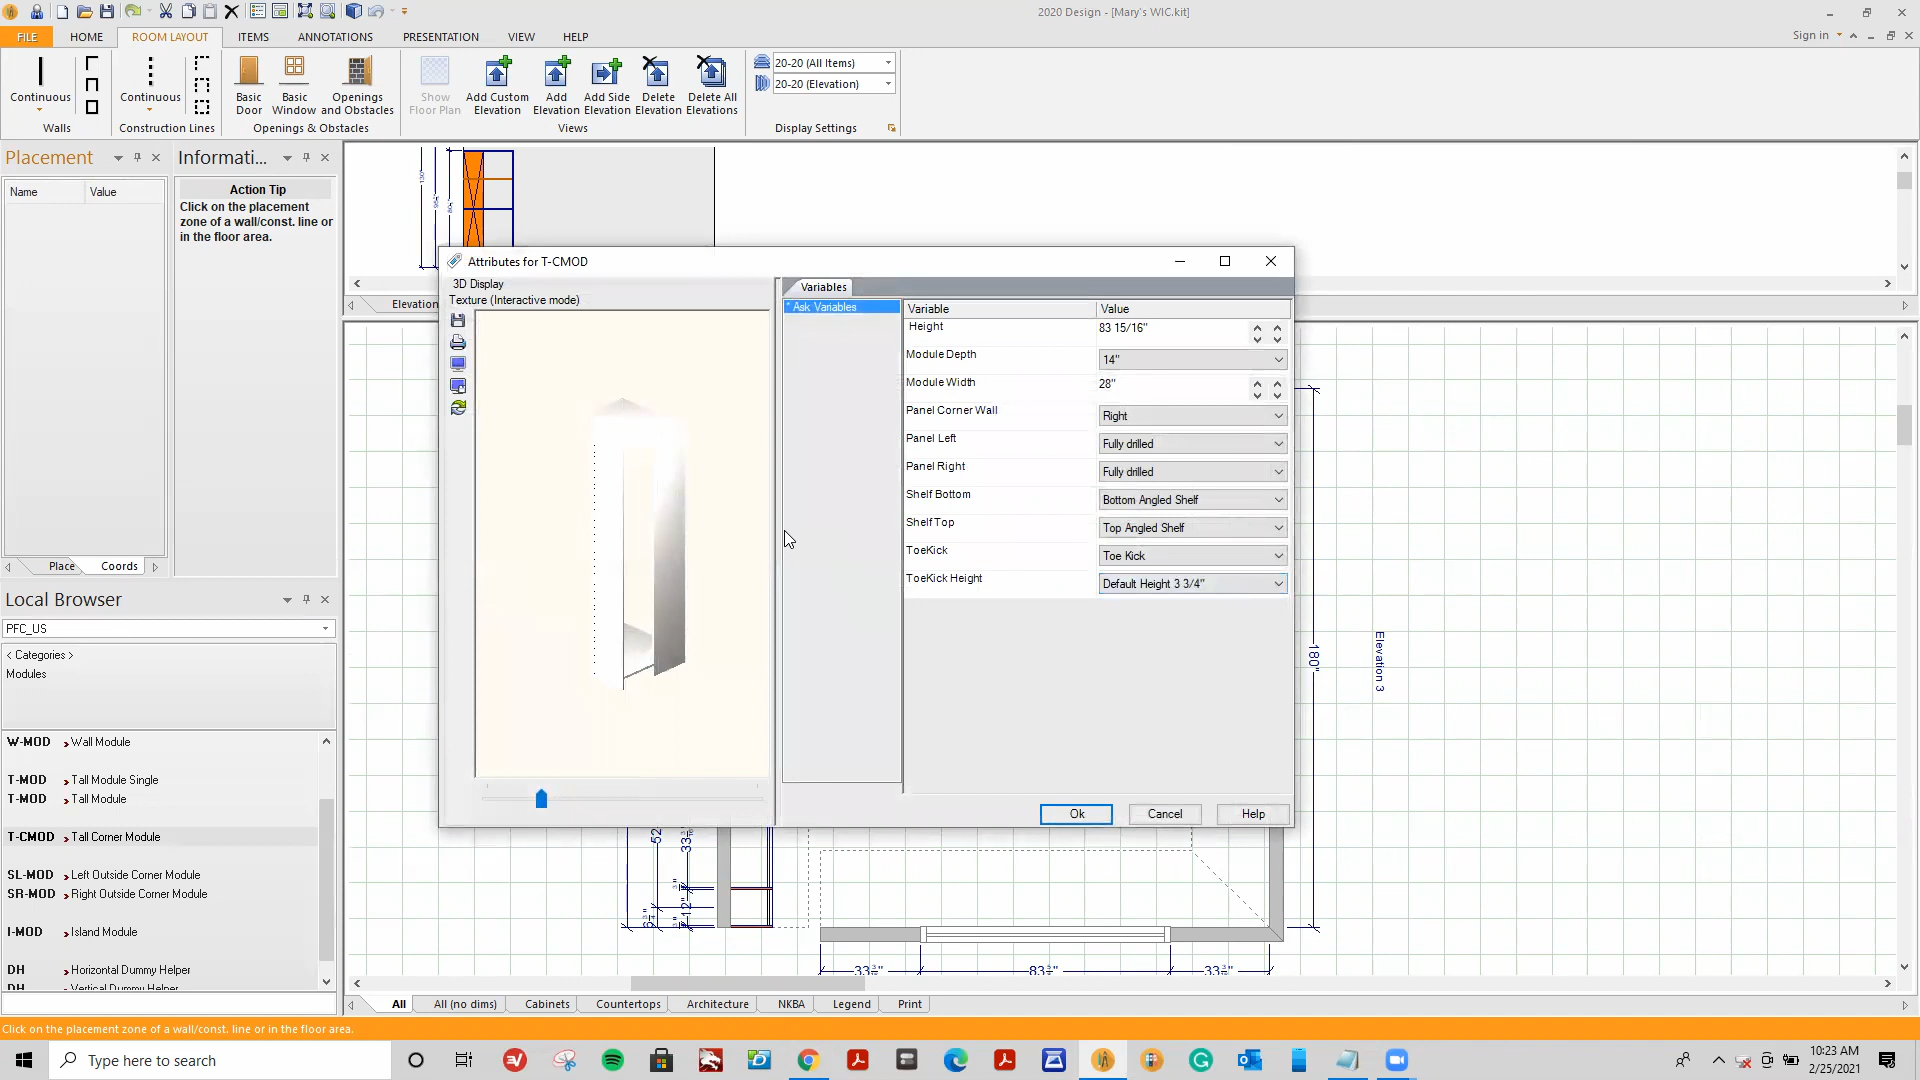 2020 Design - [Mary's WIC.kit]
FILE
HOME
ROOM LAYOUT
ITEMS
ANNOTATIONS
PRESENTATION
VIEW
HELP
Sign in
Continuous
Continuous
Basic Door
Basic Window
Openings and Obstacles
Show Floor Plan
Add Custom Elevation
Add Elevation
Add Side Elevation
Delete Elevation
Delete All Elevations
20-20 (All Items)
20-20 (Elevation)
Walls
Construction Lines
Openings & Obstacles
Views
Display Settings
Placement
Informati...
Name
Value
Action Tip
Click on the placement
zone of a wall/const. line or
in the floor area.
Place
Coords
Elevation
Attributes for T-CMOD
3D Display
Texture (Interactive mode)
Variables
* Ask Variables
Variable
Value
Height
83 15/16"
Module Depth
14"
Module Width
28"
Panel Corner Wall
Right
Panel Left
Fully drilled
Panel Right
Fully drilled
Shelf Bottom
Bottom Angled Shelf
Shelf Top
Top Angled Shelf
ToeKick
Toe Kick
ToeKick Height
Default Height 3 3/4"
Ok
Cancel
Help
180"
Elevation 3
Local Browser
PFC_US
< Categories >
Modules
W-MOD
Wall Module
T-MOD
Tall Module Single
T-MOD
Tall Module
T-CMOD
Tall Corner Module
SL-MOD
Left Outside Corner Module
SR-MOD
Right Outside Corner Module
I-MOD
Island Module
DH
Horizontal Dummy Helper
DH
Vertical Dummy Helper
All
All (no dims)
Cabinets
Countertops
Architecture
NKBA
Legend
Print
Click on the placement zone of a wall/const. line or in the floor area.
Type here to search
10:23 AM
2/25/2021